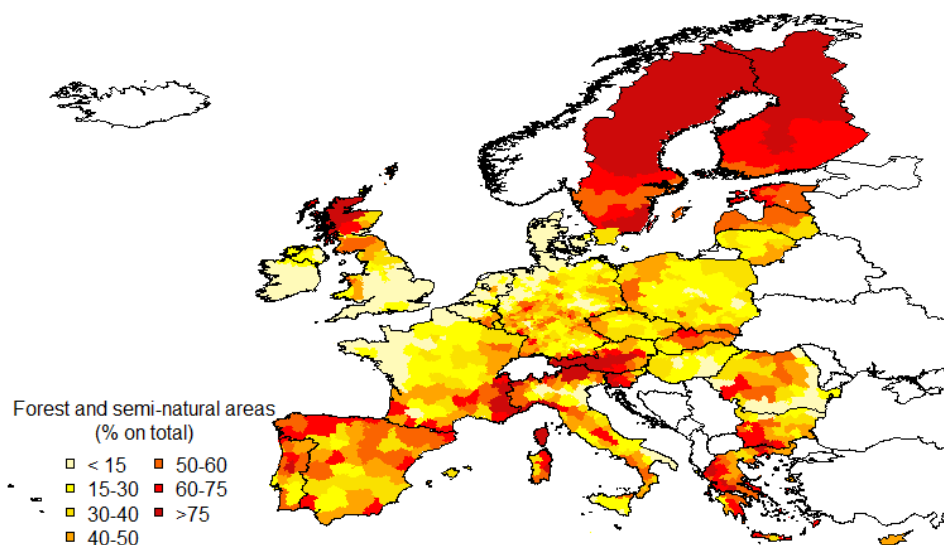 Forest and semi-natural areas
(% on total)
< 15 50-60
15-30 60-75
30-40 >75
40-50